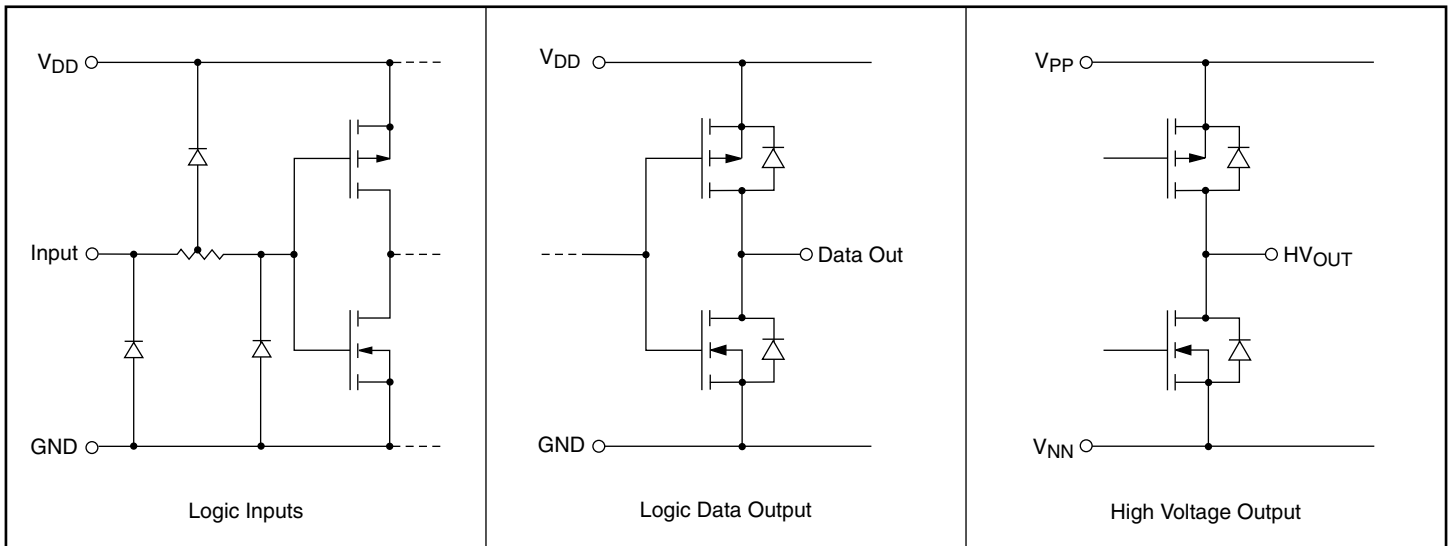 VDD
Input
GND
Logic Inputs
VDD
Data Out
GND
Logic Data Output
VPP
HVOUT
VNN
High Voltage Output